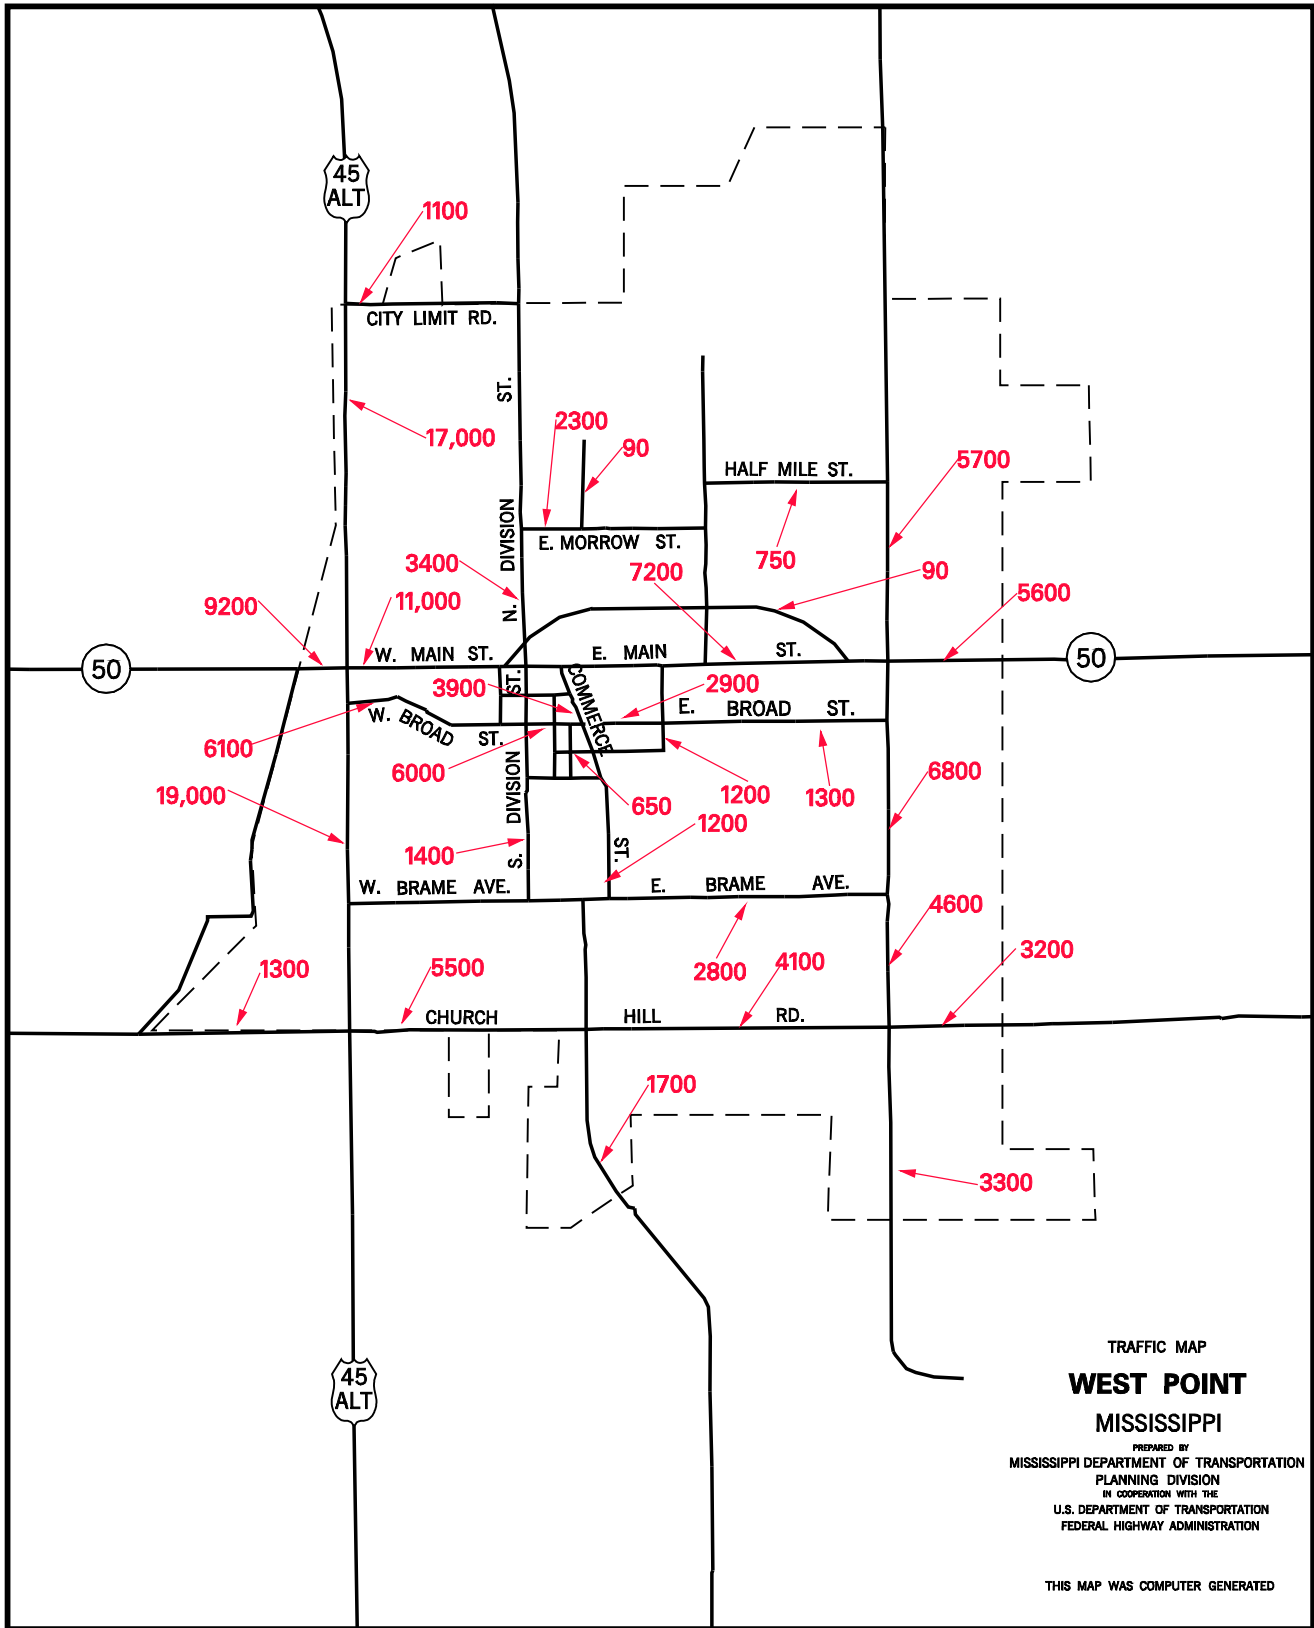 45
ALT
1100
CITY LIMIT RD.
ST.
17,000
2300
90
HALF MILE ST.
5700
DIVISION
E. MORROW ST.
3400
7200
750
90
9200
11,000
N.
5600
50
W. MAIN ST.
E. MAIN ST.
50
3900
ST.
COMMERCE
2900
W. BROAD ST.
E. BROAD ST.
6100
6000
DIVISION
650
1200
1300
6800
19,000
1200
1400
S.
ST.
W. BRAME AVE.
E. BRAME AVE.
4600
1300
5500
2800
4100
3200
CHURCH HILL RD.
1700
3300
45
ALT
TRAFFIC MAP
WEST POINT
MISSISSIPPI
PREPARED BY
MISSISSIPPI DEPARTMENT OF TRANSPORTATION
PLANNING DIVISION
IN COOPERATION WITH THE
U.S. DEPARTMENT OF TRANSPORTATION
FEDERAL HIGHWAY ADMINISTRATION
THIS MAP WAS COMPUTER GENERATED